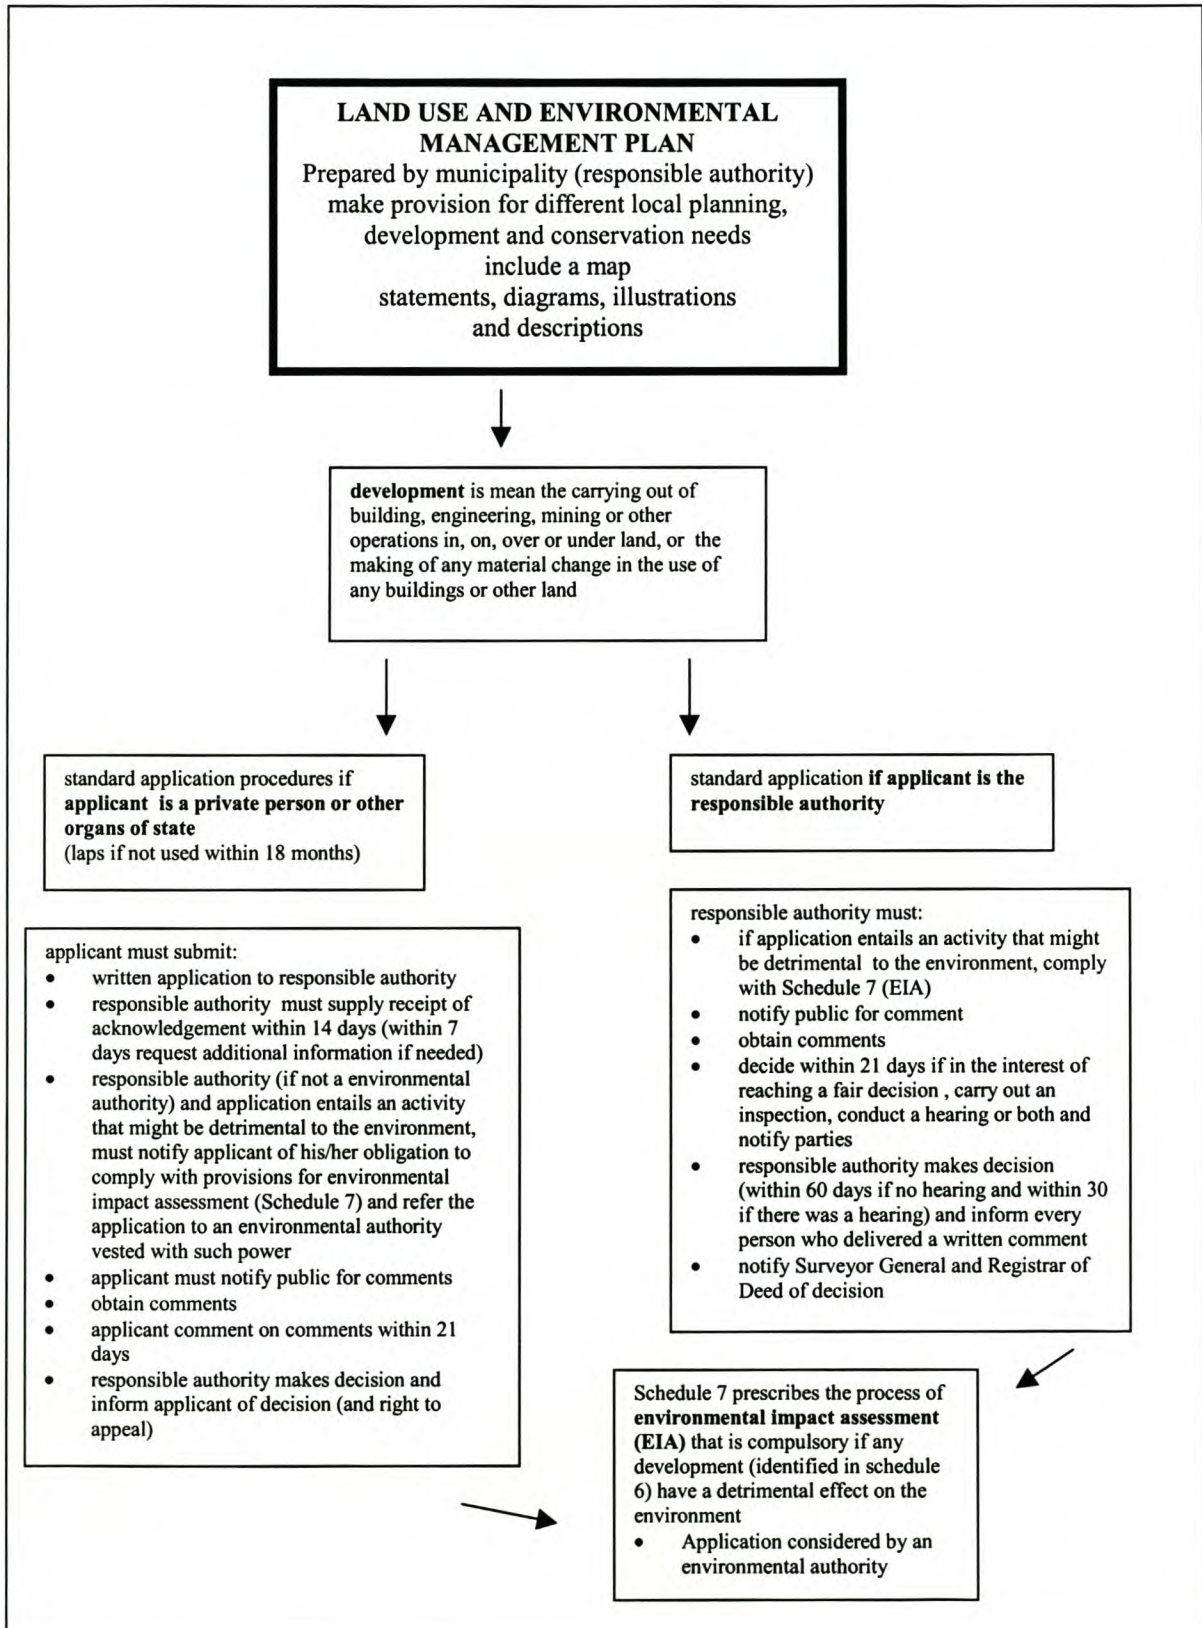 LAND USE AND ENVIRONMENTAL
MANAGEMENT PLAN
Prepared by municipality (responsible authority)
make provision for different local planning,
development and conservation needs
include a map
statements, diagrams, illustrations
and descriptions
development is mean the carrying out of
building, engineering, mining or other
operations in, on, over or under land, or the
making of any material change in the use of
any buildings or other land
standard application procedures if
applicant is a private person or other
organs of state
(laps if not used within 18 months)
standard application if applicant is the
responsible authority
applicant must submit:
• written application to responsible authority
• responsible authority must supply receipt of
acknowledgement within 14 days (within 7
days request additional information if needed)
• responsible authority (if not a environmental
authority) and application entails an activity
that might be detrimental to the environment,
must notify applicant of his/her obligation to
comply with provisions for environmental
impact assessment (Schedule 7) and refer the
application to an environmental authority
vested with such power
• applicant must notify public for comments
• obtain comments
• applicant comment on comments within 21
days
• responsible authority makes decision and
inform applicant of decision (and right to
appeal)
responsible authority must:
• if application entails an activity that might
be detrimental to the environment, comply
with Schedule 7 (EIA)
• notify public for comment
• obtain comments
• decide within 21 days if in the interest of
reaching a fair decision , carry out an
inspection, conduct a hearing or both and
notify parties
• responsible authority makes decision
(within 60 days if no hearing and within 30
if there was a hearing) and inform every
person who delivered a written comment
• notify Surveyor General and Registrar of
Deed of decision
Schedule 7 prescribes the process of
environmental impact assessment
(EIA) that is compulsory if any
development (identified in schedule
6) have a detrimental effect on the
environment
• Application considered by an
environmental authority